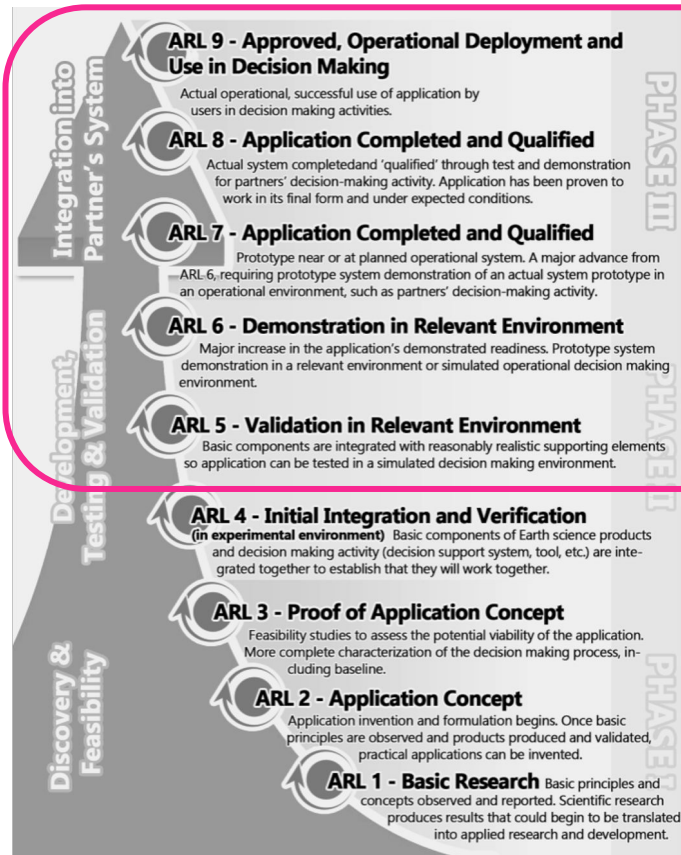 ARL 9 - Approved, Operational Deployment and
Use in Decision Making
Actual operational, successful use of application by
users in decision making activities.
ARL 8 - Application Completed and Qualified
Actual system completedand 'qualified' through test and demonstration
for partners' decision-making activity. Application has been proven to
work in its final form and under expected conditions.
ARL 7 - Application Completed and Qualified
Prototype near or at planned operational system. A major advance from
ARL 6, requiring prototype system demonstration of an actual system prototype in
an operational environment, such as partners' decision-making activity.
Integration into
Partner's System
PHASE III
ARL 6 - Demonstration in Relevant Environment
Major increase in the application's demonstrated readiness. Prototype system
demonstration in a relevant environment or simulated operational decision making
environment.
ARL 5 - Validation in Relevant Environment
Basic components are integrated with reasonably realistic supporting elements
so application can be tested in a simulated decision making environment.
ARL 4 - Initial Integration and Verification
(in experimental environment) Basic components of Earth science products
and decision making activity (decision support system, tool, etc.) are inte-
grated together to establish that they will work together.
Development,
Testing & Validation
PHASE II
ARL 3 - Proof of Application Concept
Feasibility studies to assess the potential viability of the application.
More complete characterization of the decision making process, in-
cluding baseline.
ARL 2 - Application Concept
Application invention and formulation begins. Once basic
principles are observed and products produced and validated,
practical applications can be invented.
ARL 1 - Basic Research Basic principles and
concepts observed and reported. Scientific research
produces results that could begin to be translated
into applied research and development.
Discovery &
Feasibility
PHASE